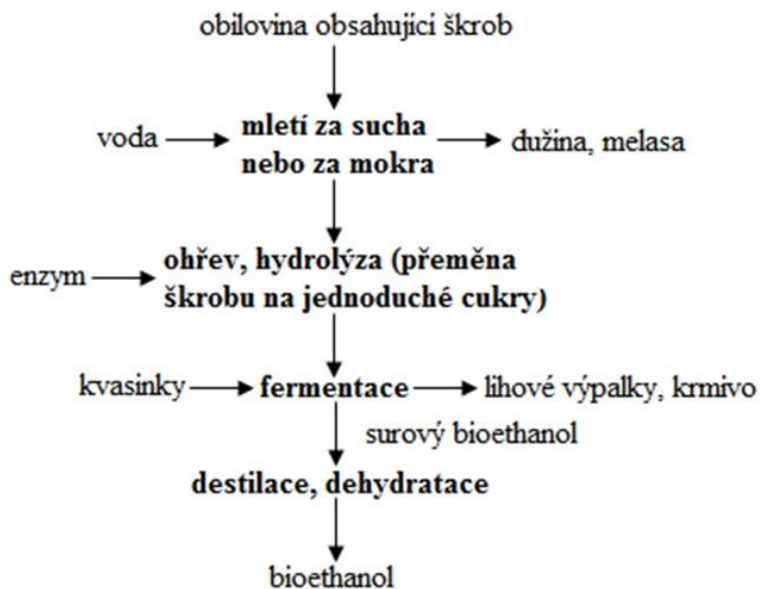 obilovina obsahující škrob
voda
mletí za sucha
nebo za mokra
dužina, melasa
enzym
ohřev, hydrolýza (přeměna
škrobu na jednoduché cukry)
kvasinky
fermentace
lihové výpalky, krmivo
surový bioethanol
destilace, dehydratace
bioethanol